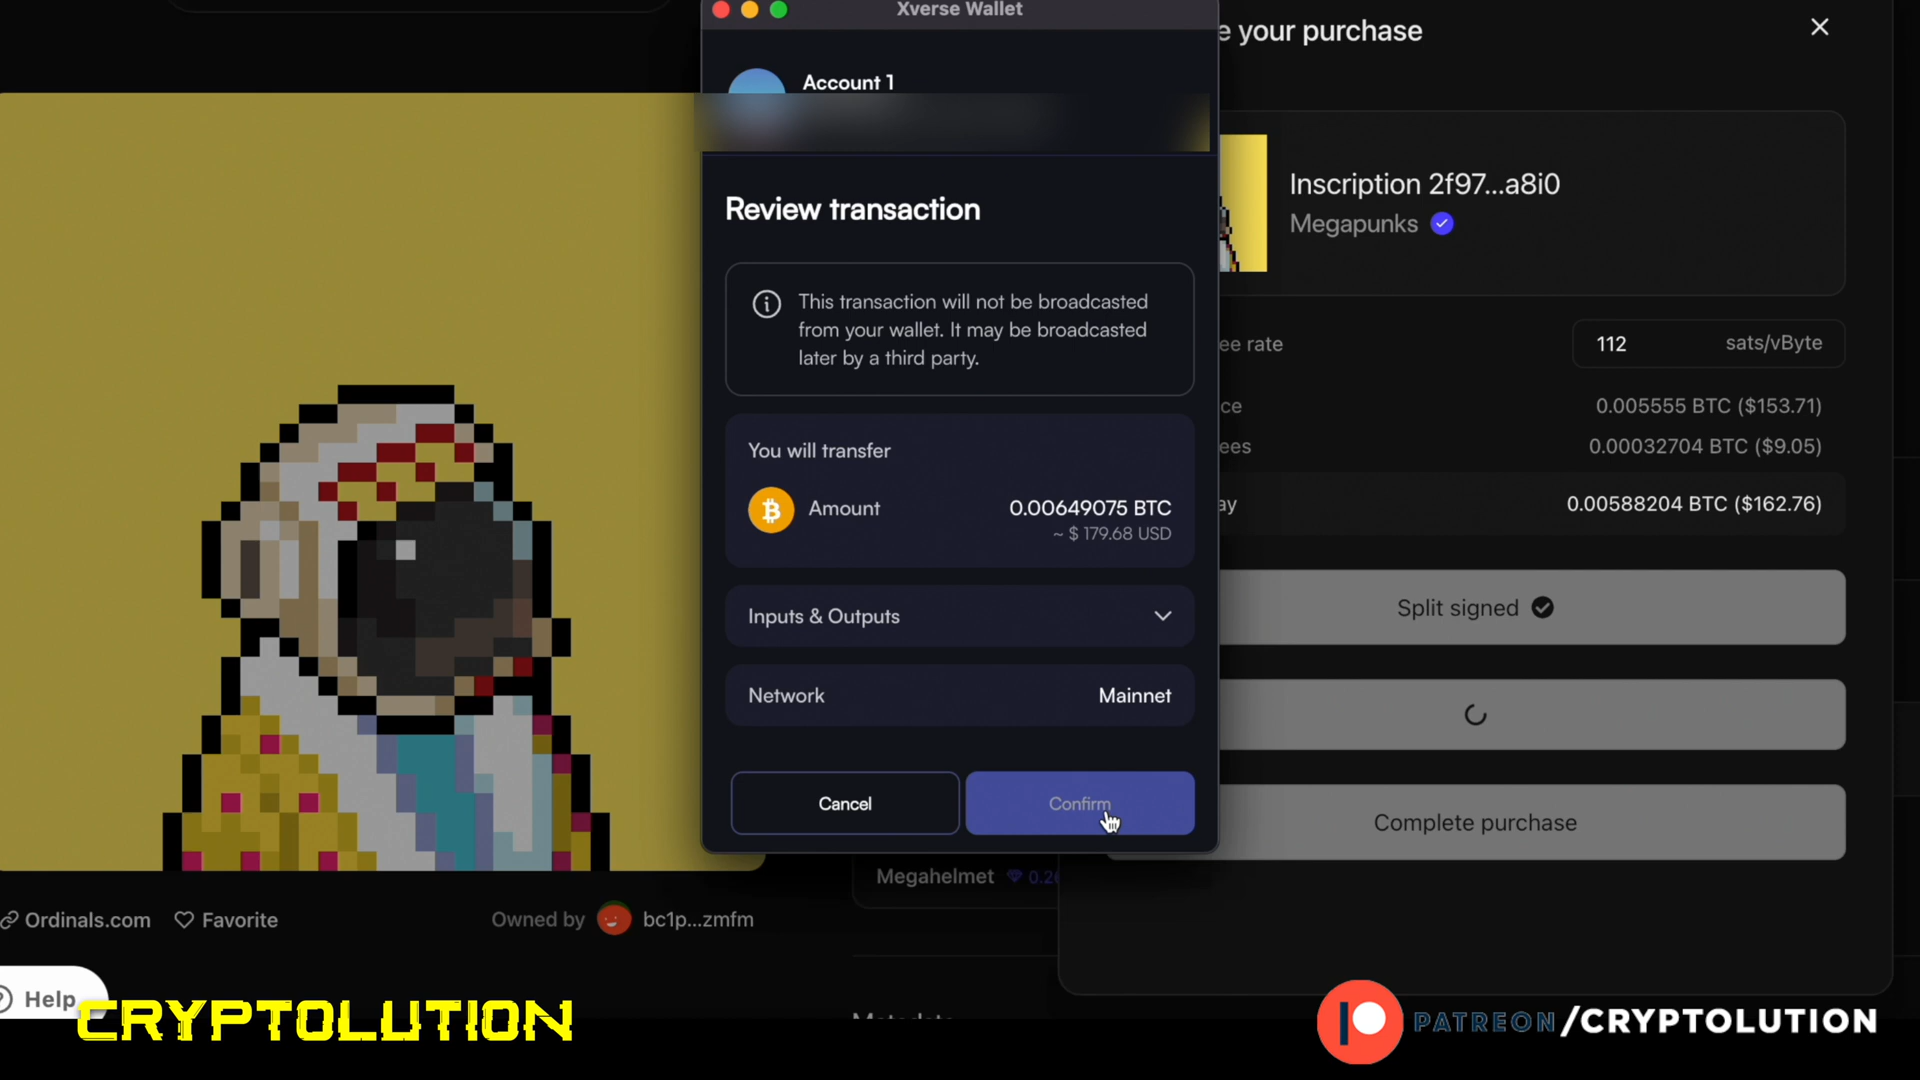 Xverse Wallet
Account 1
Review transaction
This transaction will not be broadcasted
from your wallet. It may be broadcasted
later by a third party.
You will transfer
Amount
0.00649075 BTC
~ $ 179.68 USD
Inputs & Outputs
Network
Mainnet
Cancel
Confirm
e your purchase
Inscription 2f97...a8i0
Megapunks
ee rate
112
sats/vByte
ce
0.005555 BTC ($153.71)
ees
0.00032704 BTC ($9.05)
ay
0.00588204 BTC ($162.76)
Split signed
Complete purchase
Megahelmet
Ordinals.com
Favorite
Owned by
bc1p...zmfm
Help
CRYPTOLUTION
PATREON/CRYPTOLUTION